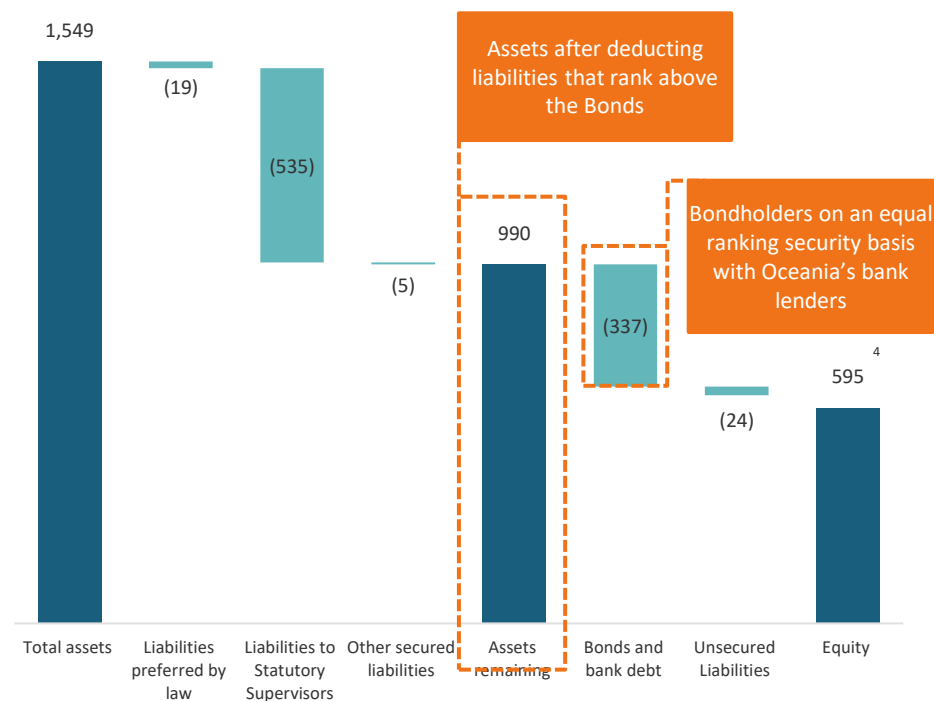 1,549
(19)
(535)
(5)
Assets after deducting
liabilities that rank above
the Bonds
990
Bondholders on an equal
ranking security basis
with Oceania’s bank
lenders
(337)
(24)
4
595
Total assets
Liabilities
preferred by
law
Liabilities to
Statutory
Supervisors
Other secured
liabilities
Assets
remaining
Bonds and
bank debt
Unsecured
Liabilities
Equity